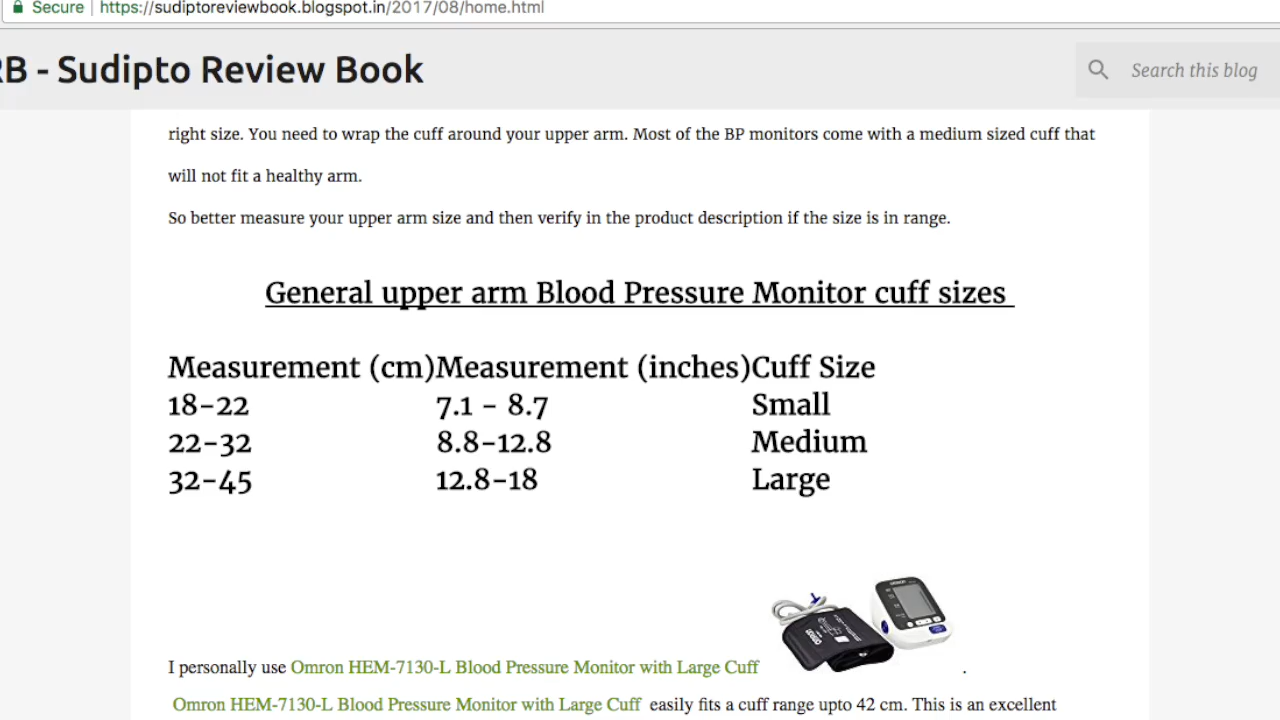 Secure | https://sudiptoreviewbook.blogspot.in/2017/08/home.html
B - Sudipto Review Book
Search this blog
right size. You need to wrap the cuff around your upper arm. Most of the BP monitors come with a medium sized cuff that
will not fit a healthy arm.
So better measure your upper arm size and then verify in the product description if the size is in range.
General upper arm Blood Pressure Monitor cuff sizes
Measurement (cm)Measurement (inches)Cuff Size
18-22 7.1 - 8.7 Small
22-32 8.8-12.8 Medium
32-45 12.8-18 Large
I personally use Omron HEM-7130-L Blood Pressure Monitor with Large Cuff .
Omron HEM-7130-L Blood Pressure Monitor with Large Cuff easily fits a cuff range upto 42 cm. This is an excellent